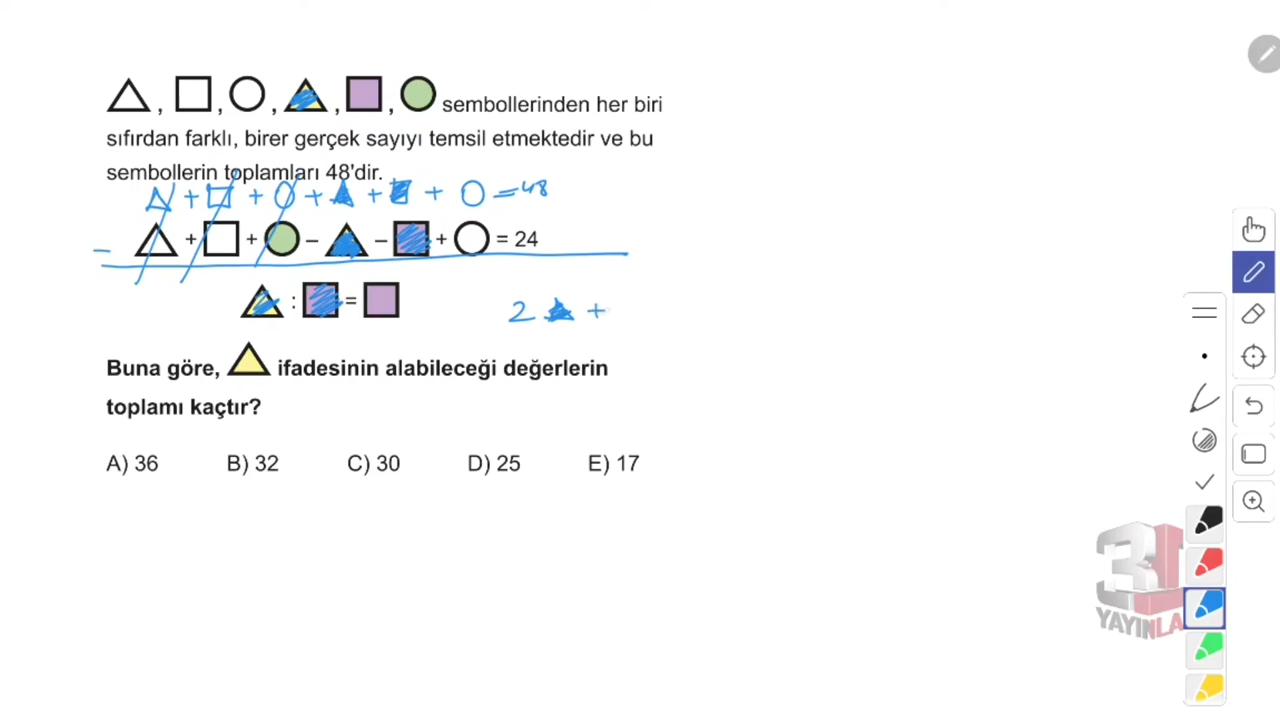 △, □, ○, △, □, ○ sembollerinden her biri
sıfırdan farklı, birer gerçek sayıyı temsil etmektedir ve bu
sembollerin toplamları 48'dir.
△ + □ + ○ + ▲ + ■ + ○ = 48
− △ + □ + ○ − △ − □ + ○ = 24
△ : □ = □
2 ▲ +
Buna göre, △ ifadesinin alabileceği değerlerin
toplamı kaçtır?
A) 36 B) 32 C) 30 D) 25 E) 17
3D
YAYINLA